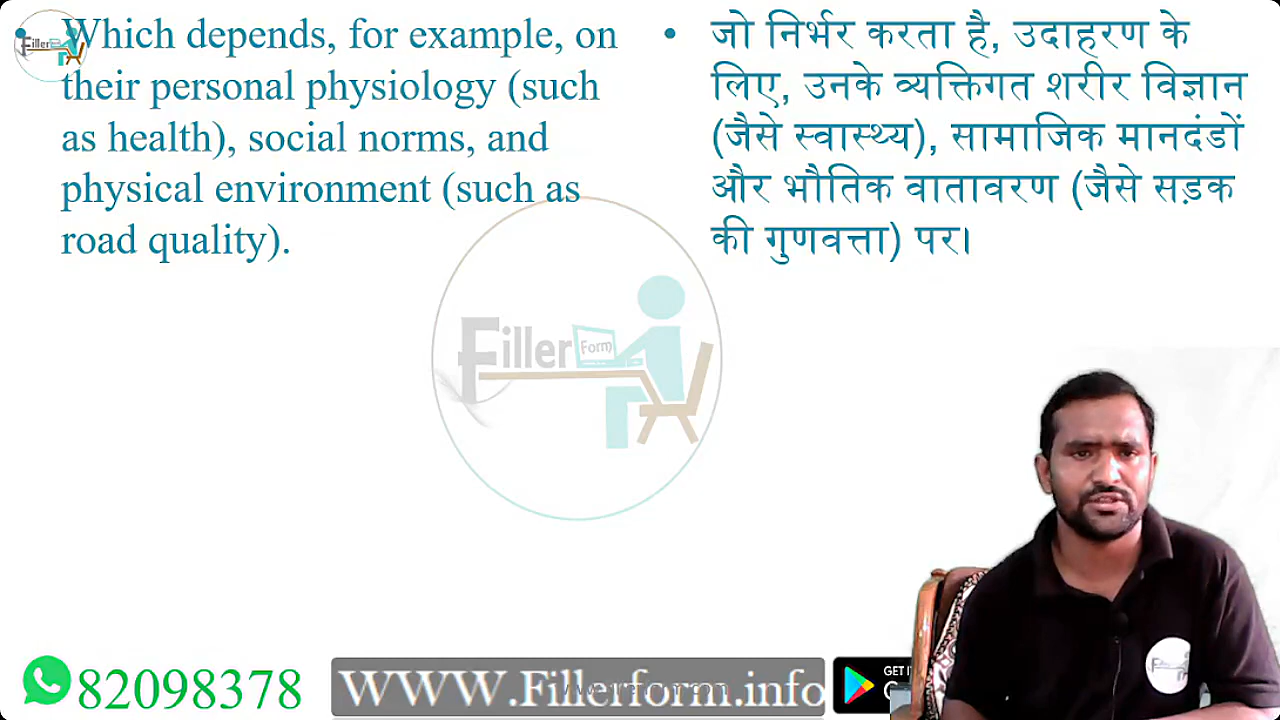 Which depends, for example, on
their personal physiology (such
as health), social norms, and
physical environment (such as
road quality).
जो निर्भर करता है, उदाहरण के
लिए, उनके व्यक्तिगत शरीर विज्ञान
(जैसे स्वास्थ्य), सामाजिक मानदंडों
और भौतिक वातावरण (जैसे सड़क
की गुणवत्ता) पर।
Filler
Filler Form
82098378
WWW.Fillerform.info
GET I